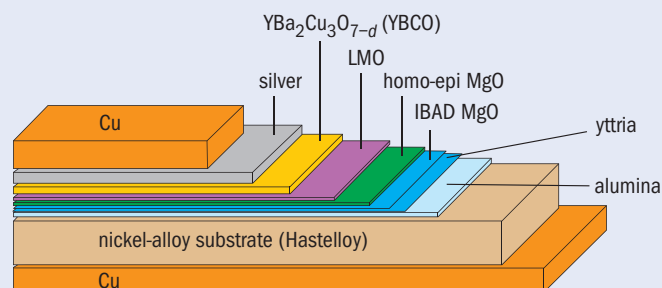 YBa₂Cu₃O₇₋d (YBCO)
LMO
silver
homo-epi MgO
IBAD MgO
Cu
yttria
alumina
nickel-alloy substrate (Hastelloy)
Cu